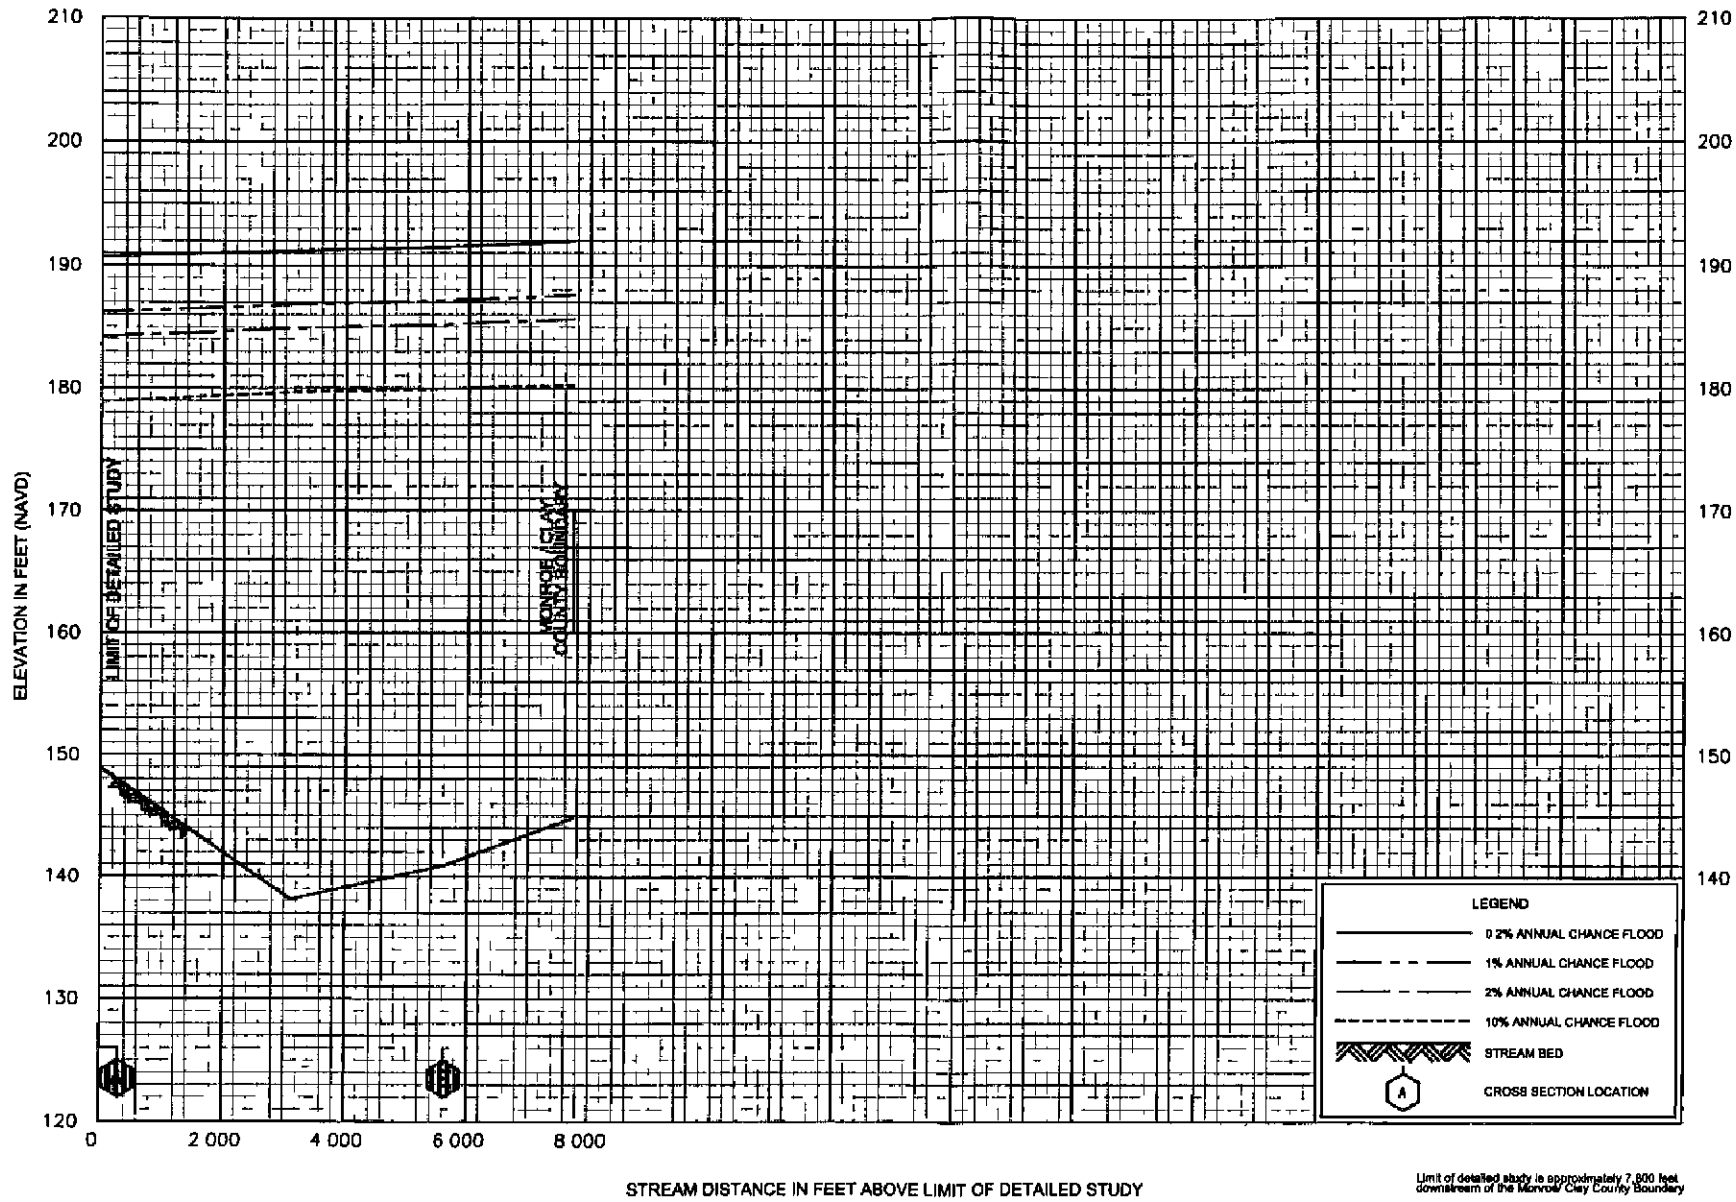 210
200
190
180
170
160
150
140
130
120
ELEVATION IN FEET (NAVD)
LIMIT OF DETAILED STUDY
MONROE / CLAY
COUNTY BOUNDARY
210
200
190
180
170
160
150
140
LEGEND
0 2% ANNUAL CHANCE FLOOD
1% ANNUAL CHANCE FLOOD
2% ANNUAL CHANCE FLOOD
10% ANNUAL CHANCE FLOOD
STREAM BED
A
CROSS SECTION LOCATION
0 2 000 4 000 6 000 8 000
STREAM DISTANCE IN FEET ABOVE LIMIT OF DETAILED STUDY
Limit of detailed study is approximately 7,800 feet
downstream of the Monroe/ Clay County Boundary